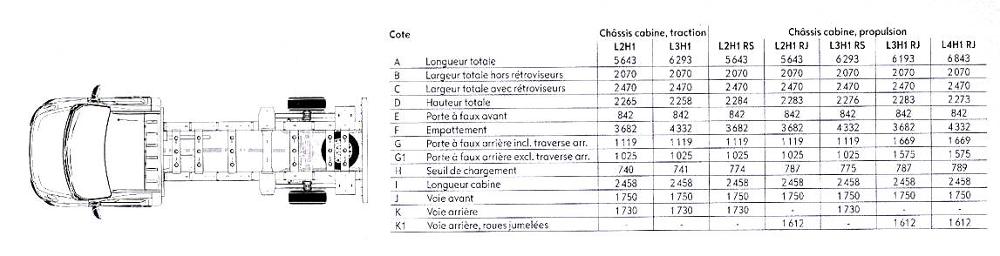 Cote Châssis cabine, traction Châssis cabine, propulsion
L2H1 L3H1 L2H1 RS L2H1 RJ L3H1 RS L3H1 RJ L4H1 RJ
A Longueur totale 5 643 6 293 5 643 5 643 6 293 6 193 6 843
B Largeur totale hors rétroviseurs 2 070 2 070 2 070 2 070 2 070 2 070 2 070
C Largeur totale avec rétroviseurs 2 470 2 470 2 470 2 470 2 470 2 470 2 470
D Hauteur totale 2 265 2 258 2 284 2 283 2 276 2 283 2 273
E Porte à faux avant 842 842 842 842 842 842 842
F Empattement 3 682 4 332 3 682 3 682 4 332 3 682 4 332
G Porte à faux arrière incl. traverse arr. 1 119 1 119 1 119 1 119 1 119 1 669 1 669
G1 Porte à faux arrière excl. traverse arr. 1 025 1 025 1 025 1 025 1 025 1 575 1 575
H Seuil de chargement 740 741 774 787 775 787 789
I Longueur cabine 2 458 2 458 2 458 2 458 2 458 2 458 2 458
J Voie avant 1 750 1 750 1 750 1 750 1 750 1 750 1 750
K Voie arrière 1 730 1 730 1 730 - 1 730 - -
K1 Voie arrière, roues jumelées - - - 1 612 - 1 612 1 612